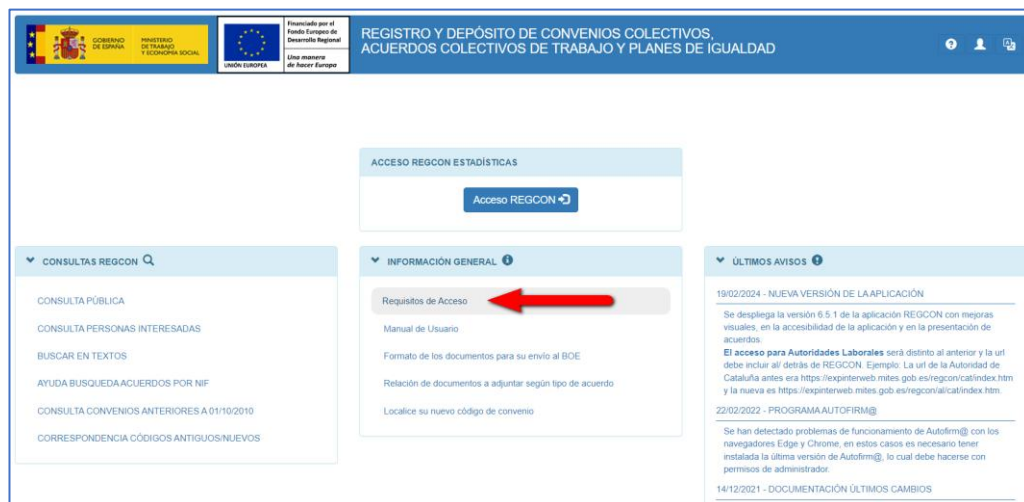 GOBIERNO
DE ESPAÑA
MINISTERIO
DE TRABAJO
Y ECONOMÍA SOCIAL
UNIÓN EUROPEA
Financiado por el
Fondo Europeo de
Desarrollo Regional
Una manera
de hacer Europa
REGISTRO Y DEPÓSITO DE CONVENIOS COLECTIVOS,
ACUERDOS COLECTIVOS DE TRABAJO Y PLANES DE IGUALDAD
ACCESO REGCON ESTADÍSTICAS
Acceso REGCON
CONSULTAS REGCON
CONSULTA PÚBLICA
CONSULTA PERSONAS INTERESADAS
BUSCAR EN TEXTOS
AYUDA BUSQUEDA ACUERDOS POR NIF
CONSULTA CONVENIOS ANTERIORES A 01/10/2010
CORRESPONDENCIA CÓDIGOS ANTIGUOS/NUEVOS
INFORMACIÓN GENERAL
Requisitos de Acceso
Manual de Usuario
Formato de los documentos para su envío al BOE
Relación de documentos a adjuntar según tipo de acuerdo
Localice su nuevo código de convenio
ÚLTIMOS AVISOS
19/02/2024 - NUEVA VERSIÓN DE LA APLICACIÓN
Se despliega la versión 6.5.1 de la aplicación REGCON con mejoras
visuales, en la accesibilidad de la aplicación y en la presentación de
acuerdos.
El acceso para Autoridades Laborales será distinto al anterior y la url
debe incluir al/ detrás de REGCON. Ejemplo: La url de la Autoridad de
Cataluña antes era https://expinterweb.mites.gob.es/regcon/cat/index.htm
y la nueva es https://expinterweb.mites.gob.es/regcon/al/cat/index.htm.
22/02/2022 - PROGRAMA AUTOFIRM@
Se han detectado problemas de funcionamiento de Autofirm@ con los
navegadores Edge y Chrome, en estos casos es necesario tener
instalada la última versión de Autofirm@, lo cual debe hacerse con
permisos de administrador.
14/12/2021 - DOCUMENTACIÓN ÚLTIMOS CAMBIOS